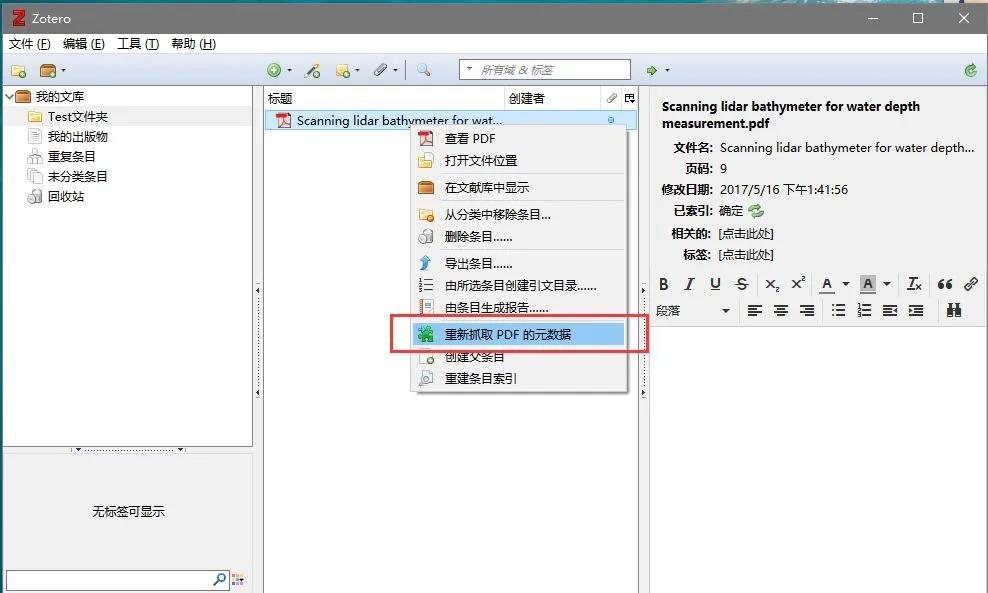 Zotero
文件 (F) 编辑 (E) 工具 (T) 帮助 (H)
所有域 & 标签
我的文库
Test文件夹
我的出版物
重复条目
未分类条目
回收站
无标签可显示
标题 创建者
Scanning lidar bathymeter for wat...
查看 PDF
打开文件位置
在文献库中显示
从分类中移除条目...
删除条目......
导出条目......
由所选条目创建引文目录......
由条目生成报告......
重新抓取 PDF 的元数据
创建父条目
重建条目索引
Scanning lidar bathymeter for water depth
measurement.pdf
文件名: Scanning lidar bathymeter for water depth...
页码: 9
修改日期: 2017/5/16 下午1:41:56
已索引: 确定
相关的: [点击此处]
标签: [点击此处]
B I U S X₂ X² A A Tx
段落